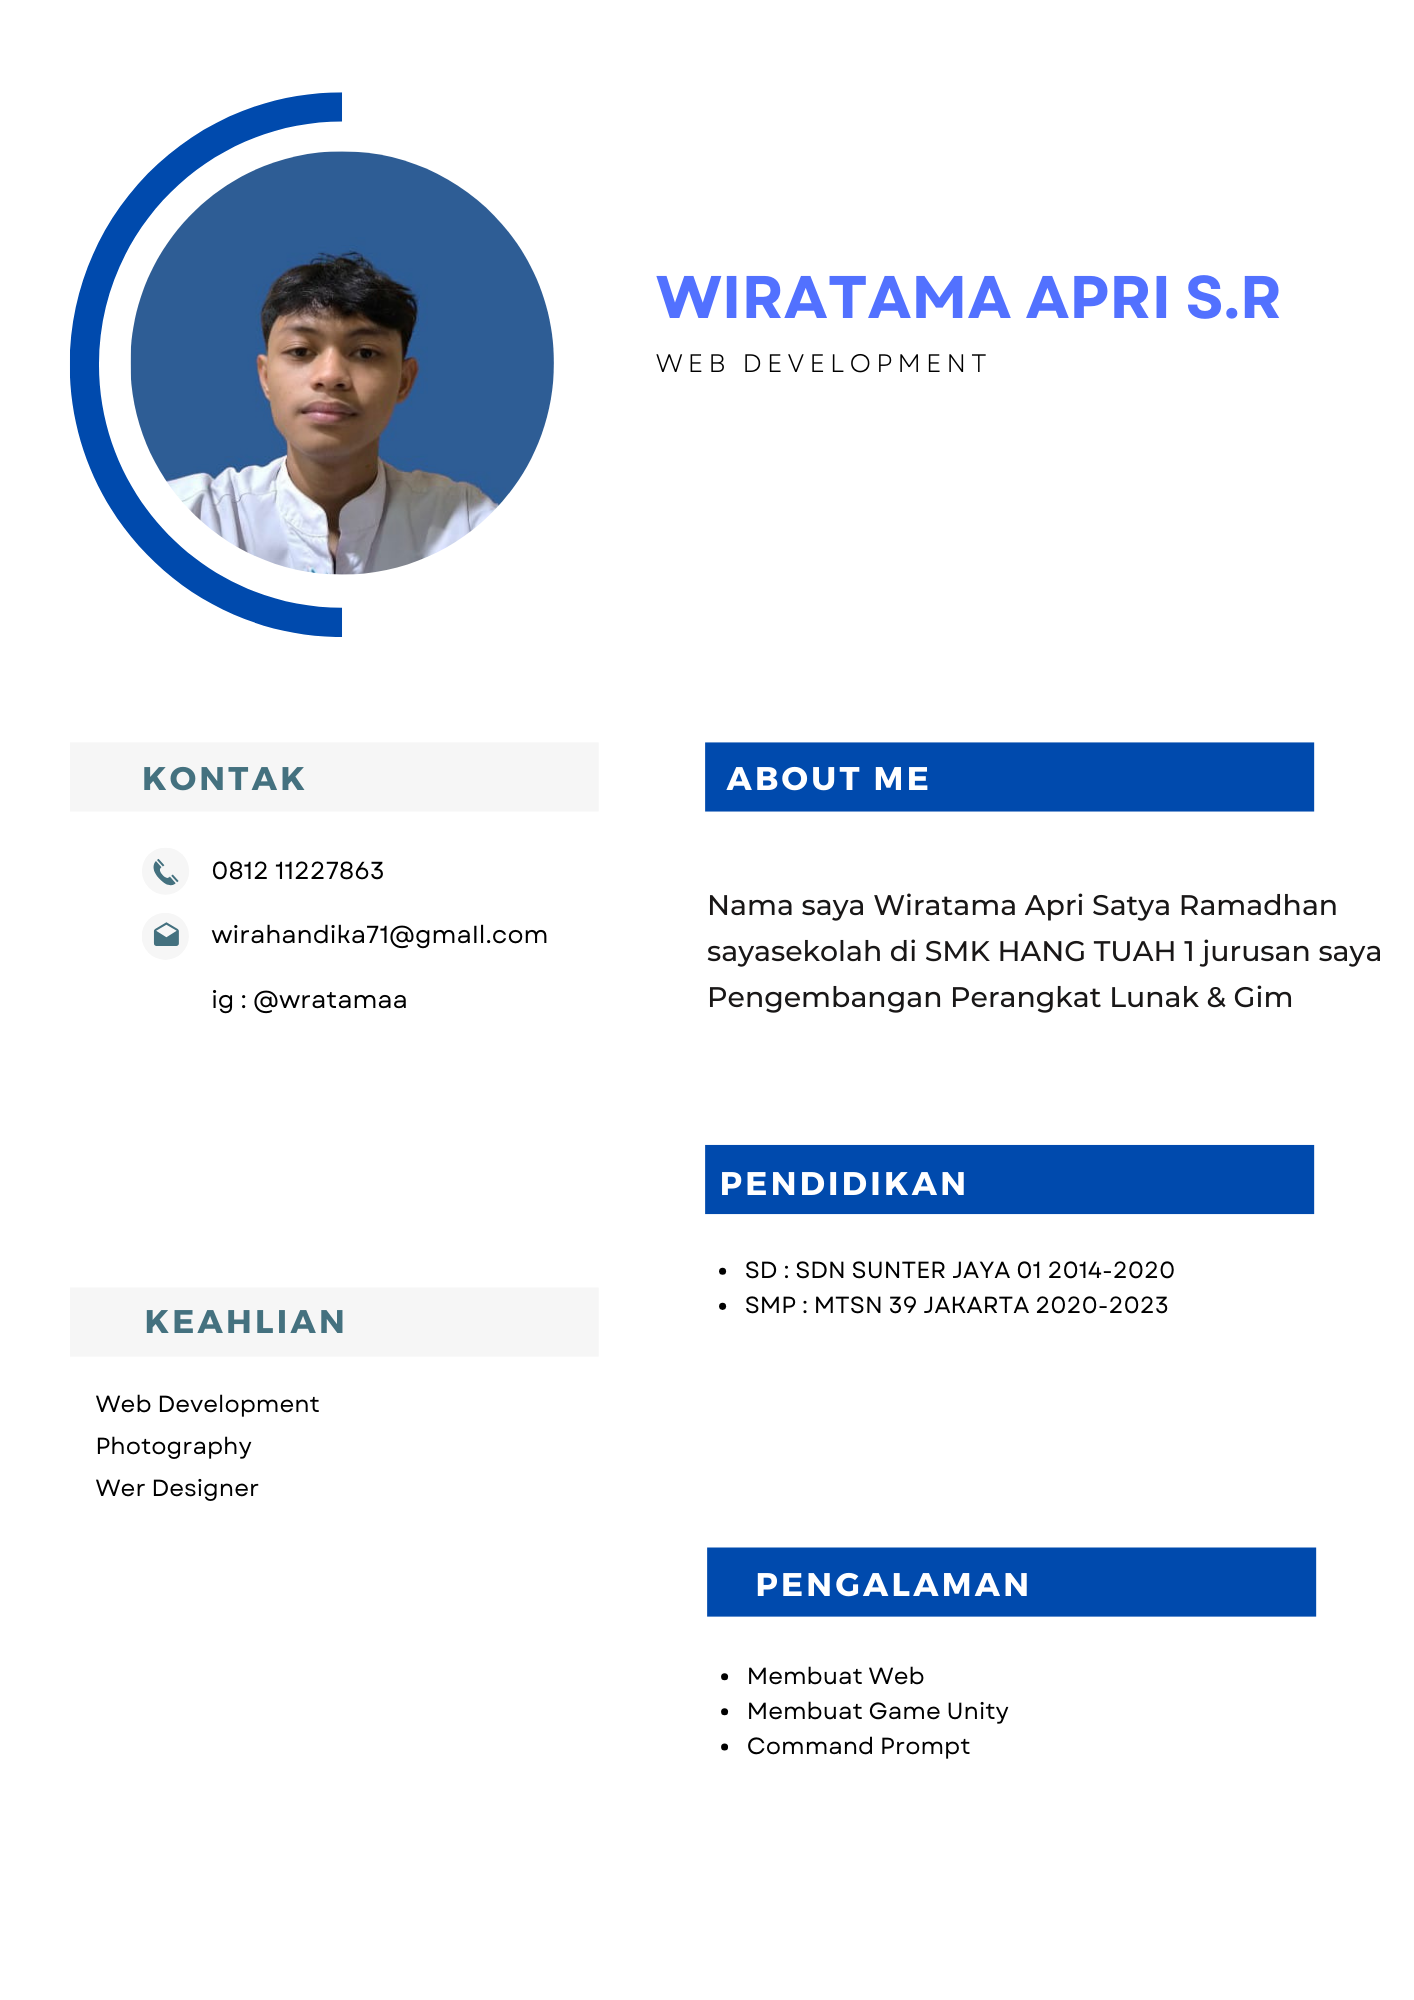 WIRATAMA APRI S.R
WEB DEVELOPMENT
KONTAK
0812 11227863
wirahandika71@gmall.com
ig : @wratamaa
KEAHLIAN
Web Development
Photography
Wer Designer
ABOUT ME
Nama saya Wiratama Apri Satya Ramadhan
sayasekolah di SMK HANG TUAH 1 jurusan saya
Pengembangan Perangkat Lunak & Gim
PENDIDIKAN
• SD : SDN SUNTER JAYA 01 2014-2020
• SMP : MTSN 39 JAKARTA 2020-2023
PENGALAMAN
• Membuat Web
• Membuat Game Unity
• Command Prompt